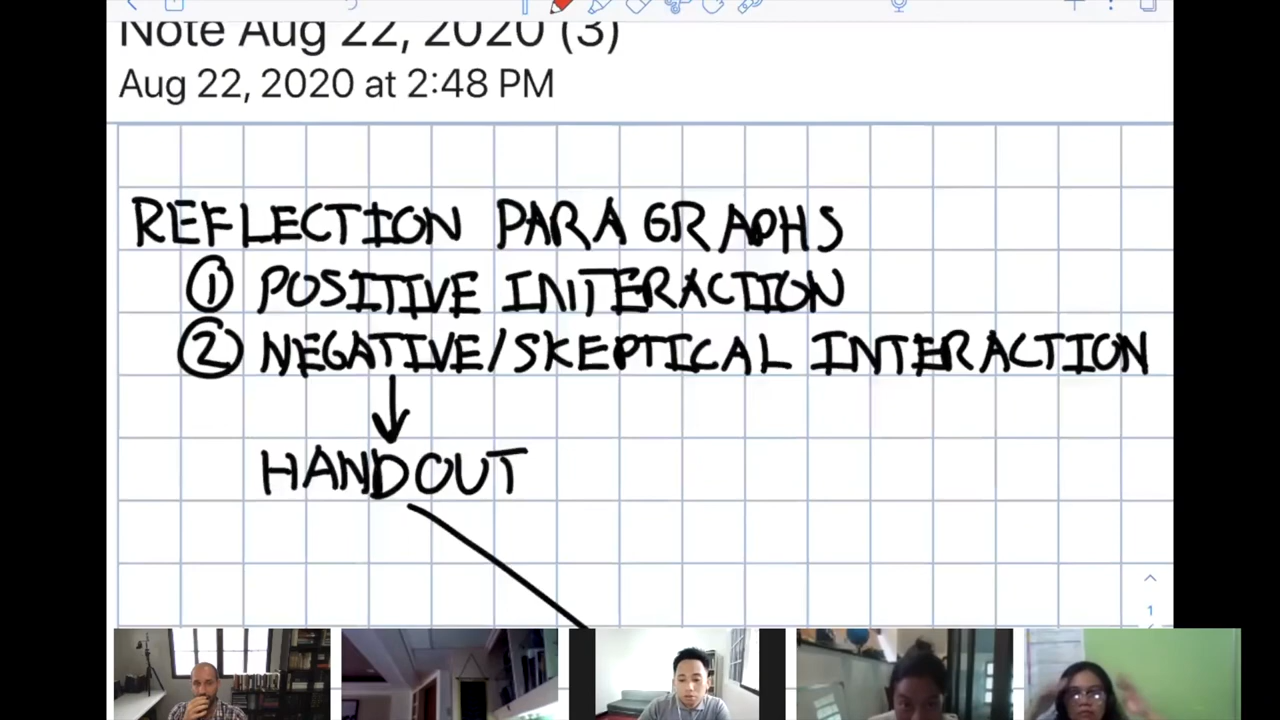 Note Aug 22, 2020 (3)
Aug 22, 2020 at 2:48 PM
REFLECTION PARAGRAPHS
1 POSITIVE INTERACTION
2 NEGATIVE/SKEPTICAL INTERACTION
HANDOUT
1